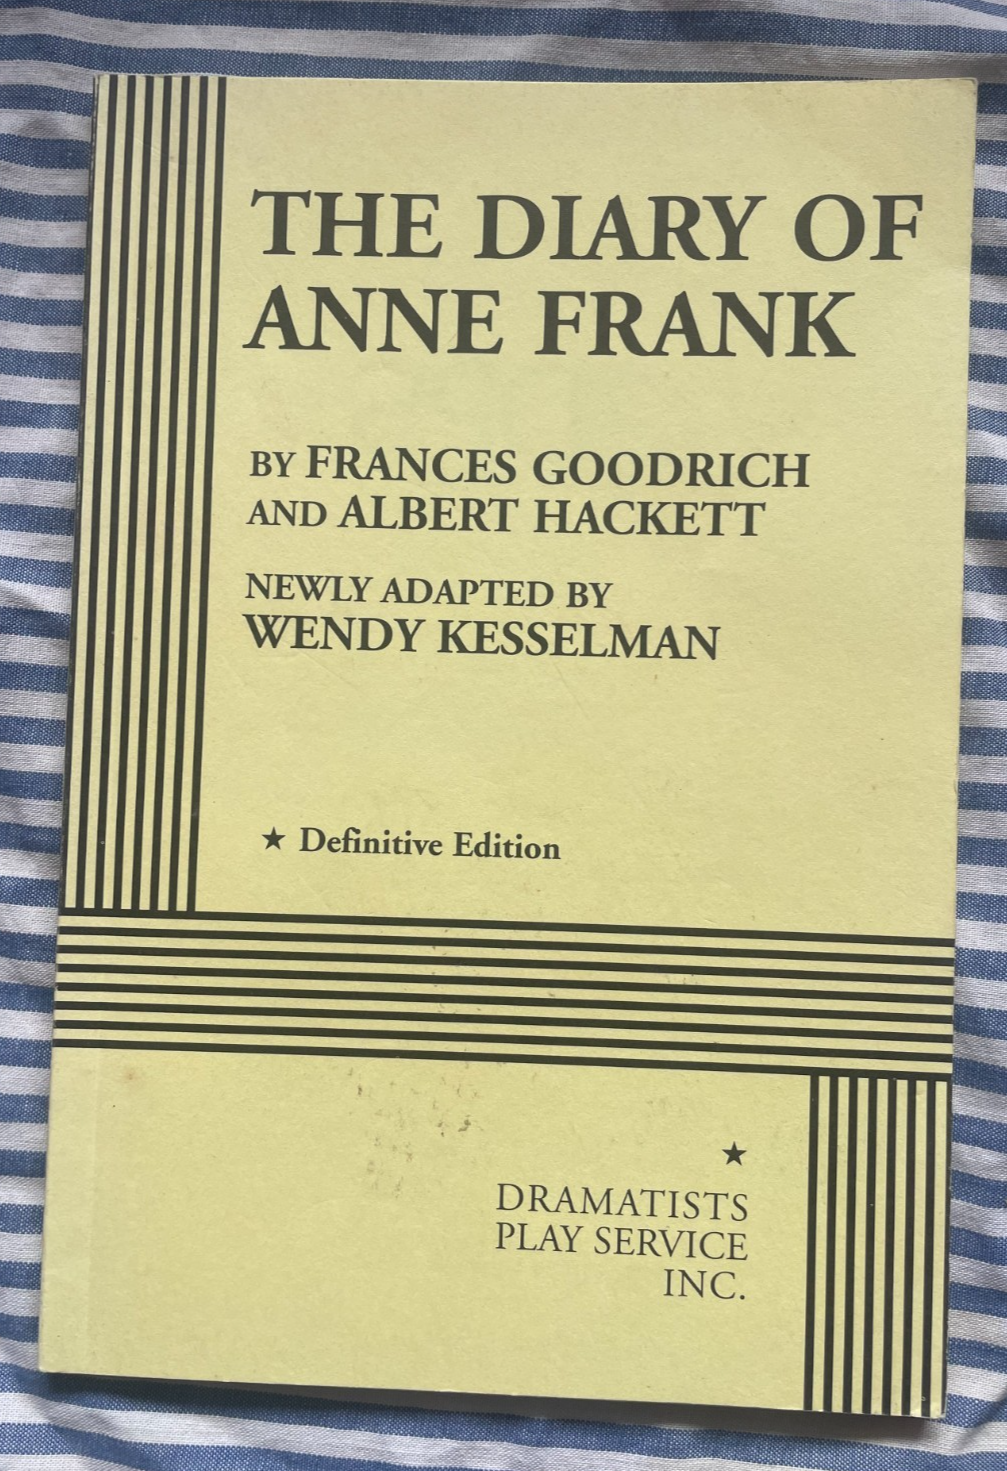 THE DIARY OF
ANNE FRANK
BY FRANCES GOODRICH
AND ALBERT HACKETT
NEWLY ADAPTED BY
WENDY KESSELMAN
★ Definitive Edition
★
DRAMATISTS
PLAY SERVICE
INC.